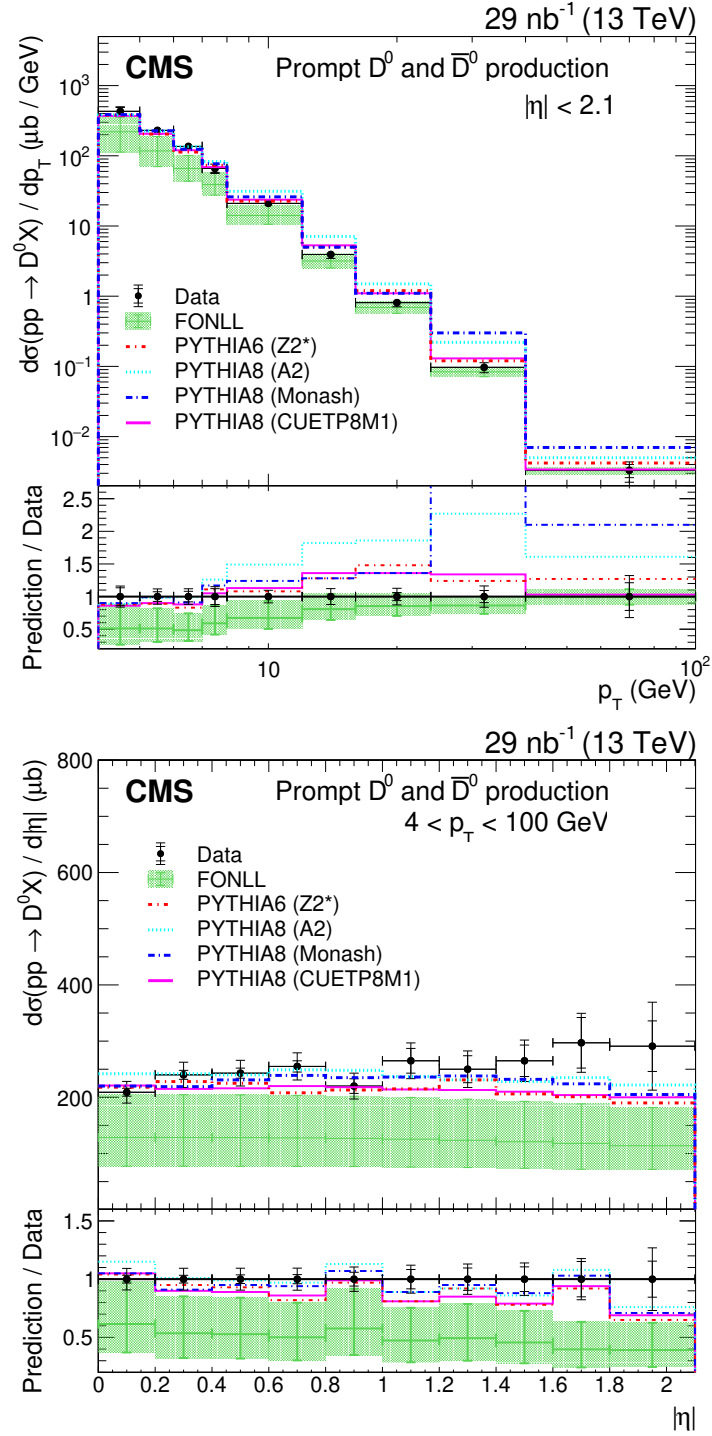 29 nb⁻¹ (13 TeV)
CMS
Prompt D⁰ and D̅⁰ production
|η| < 2.1
dσ(pp → D⁰X) / dp_T (μb / GeV)
10³
10²
10
1
10⁻¹
10⁻²
Data
FONLL
PYTHIA6 (Z2*)
PYTHIA8 (A2)
PYTHIA8 (Monash)
PYTHIA8 (CUETP8M1)
Prediction / Data
2.5
2
1.5
1
0.5
10
10²
p_T (GeV)
29 nb⁻¹ (13 TeV)
CMS
Prompt D⁰ and D̅⁰ production
4 < p_T < 100 GeV
dσ(pp → D⁰X) / d|η| (μb)
800
600
400
200
Data
FONLL
PYTHIA6 (Z2*)
PYTHIA8 (A2)
PYTHIA8 (Monash)
PYTHIA8 (CUETP8M1)
Prediction / Data
1.5
1
0.5
0 0.2 0.4 0.6 0.8 1 1.2 1.4 1.6 1.8 2
|η|